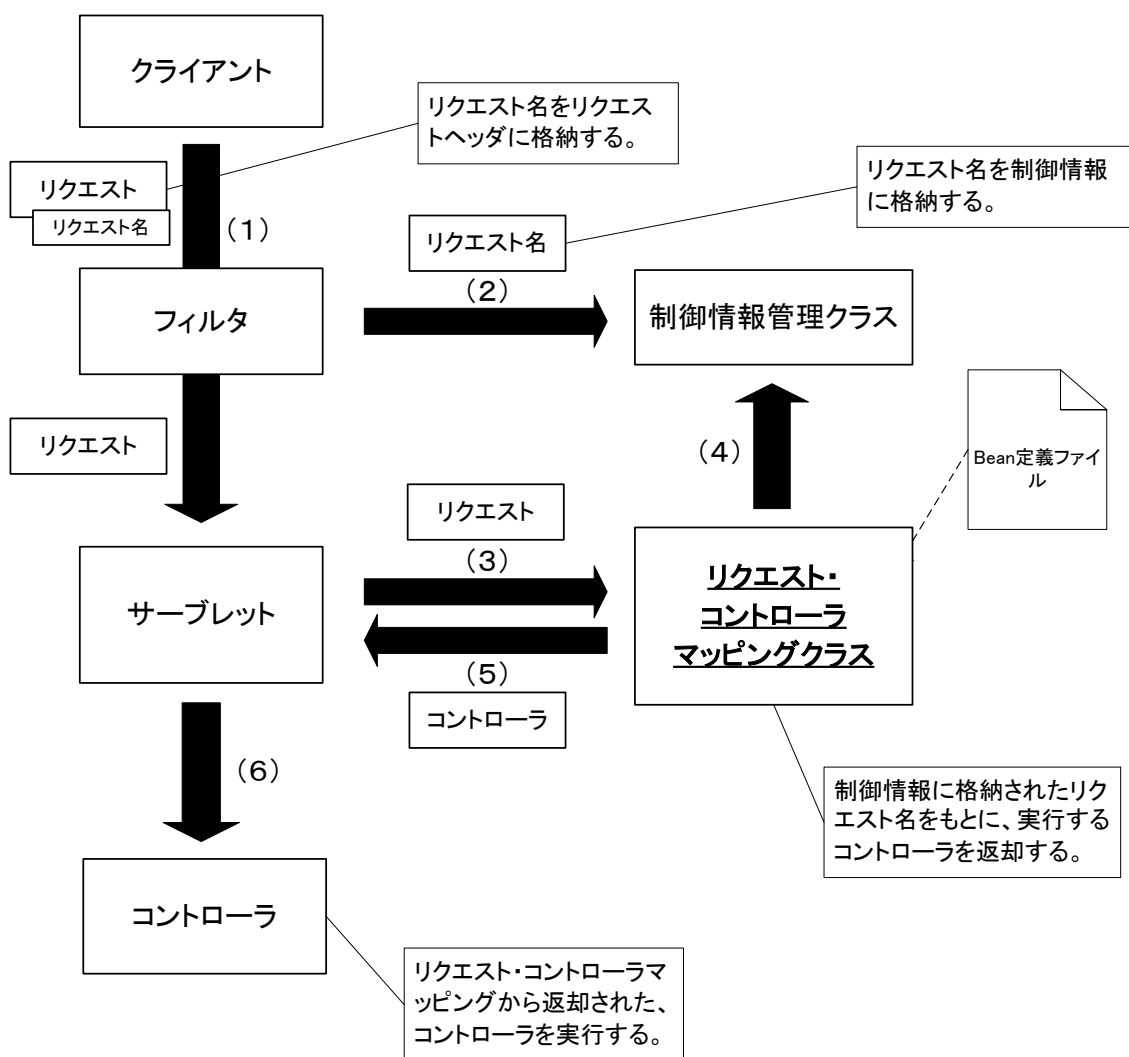 クライアント
リクエスト名をリクエス
トヘッダに格納する。
リクエスト名を制御情報
に格納する。
リクエスト
リクエスト名
(1)
リクエスト名
(2)
フィルタ
制御情報管理クラス
リクエスト
(4)
Bean定義ファイ
ル
リクエスト
(3)
サーブレット
リクエスト・
コントローラ
マッピングクラス
(5)
コントローラ
(6)
制御情報に格納されたリク
エスト名をもとに、実行する
コントローラを返却する。
コントローラ
リクエスト・コントローラマ
ッピングから返却された、
コントローラを実行する。